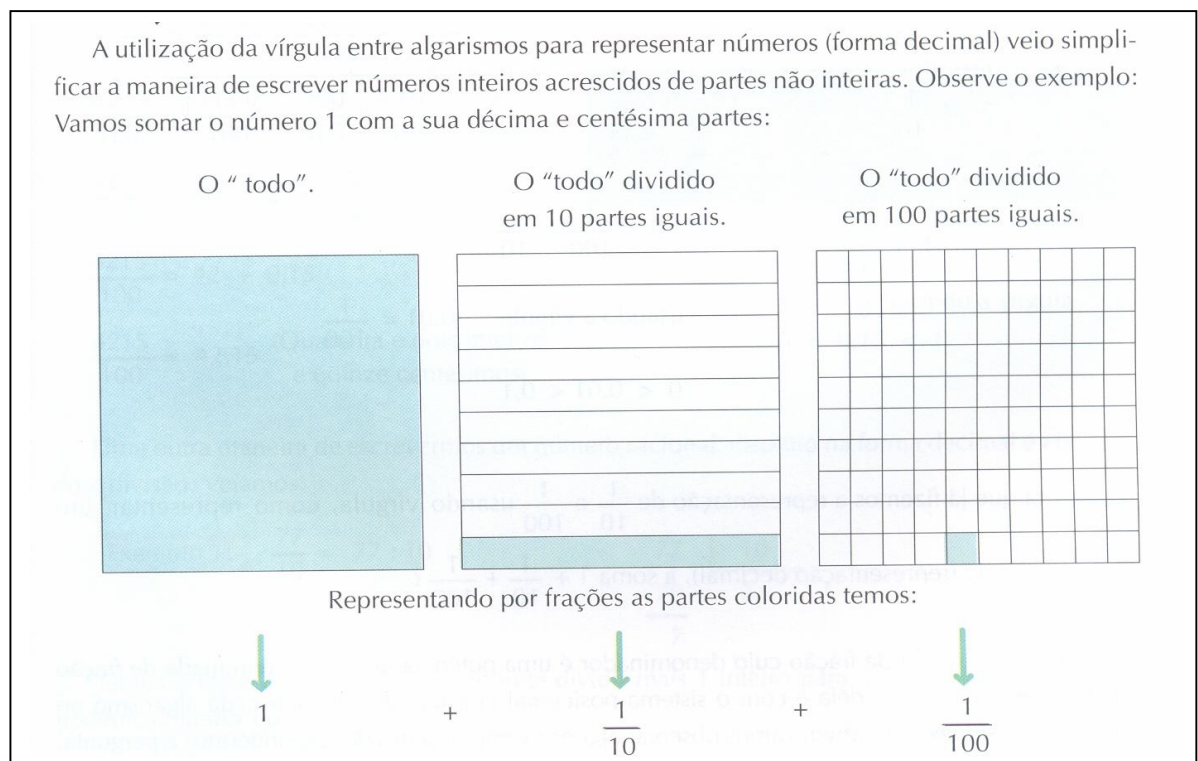 A utilização da vírgula entre algarismos para representar números (forma decimal) veio simpli-
ficar a maneira de escrever números inteiros acrescidos de partes não inteiras. Observe o exemplo:
Vamos somar o número 1 com a sua décima e centésima partes:
O “ todo”.
O “todo” dividido
em 10 partes iguais.
O “todo” dividido
em 100 partes iguais.
Representando por frações as partes coloridas temos:
1 + 1/10 + 1/100